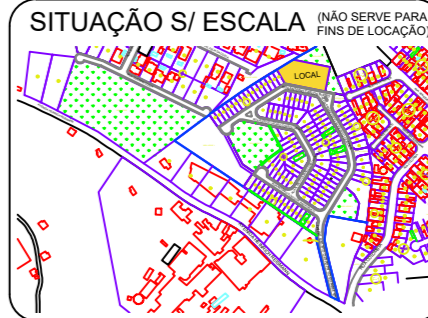 SITUAÇÃO S/ ESCALA
(NÃO SERVE PARA
FINS DE LOCAÇÃO)
LOCAL